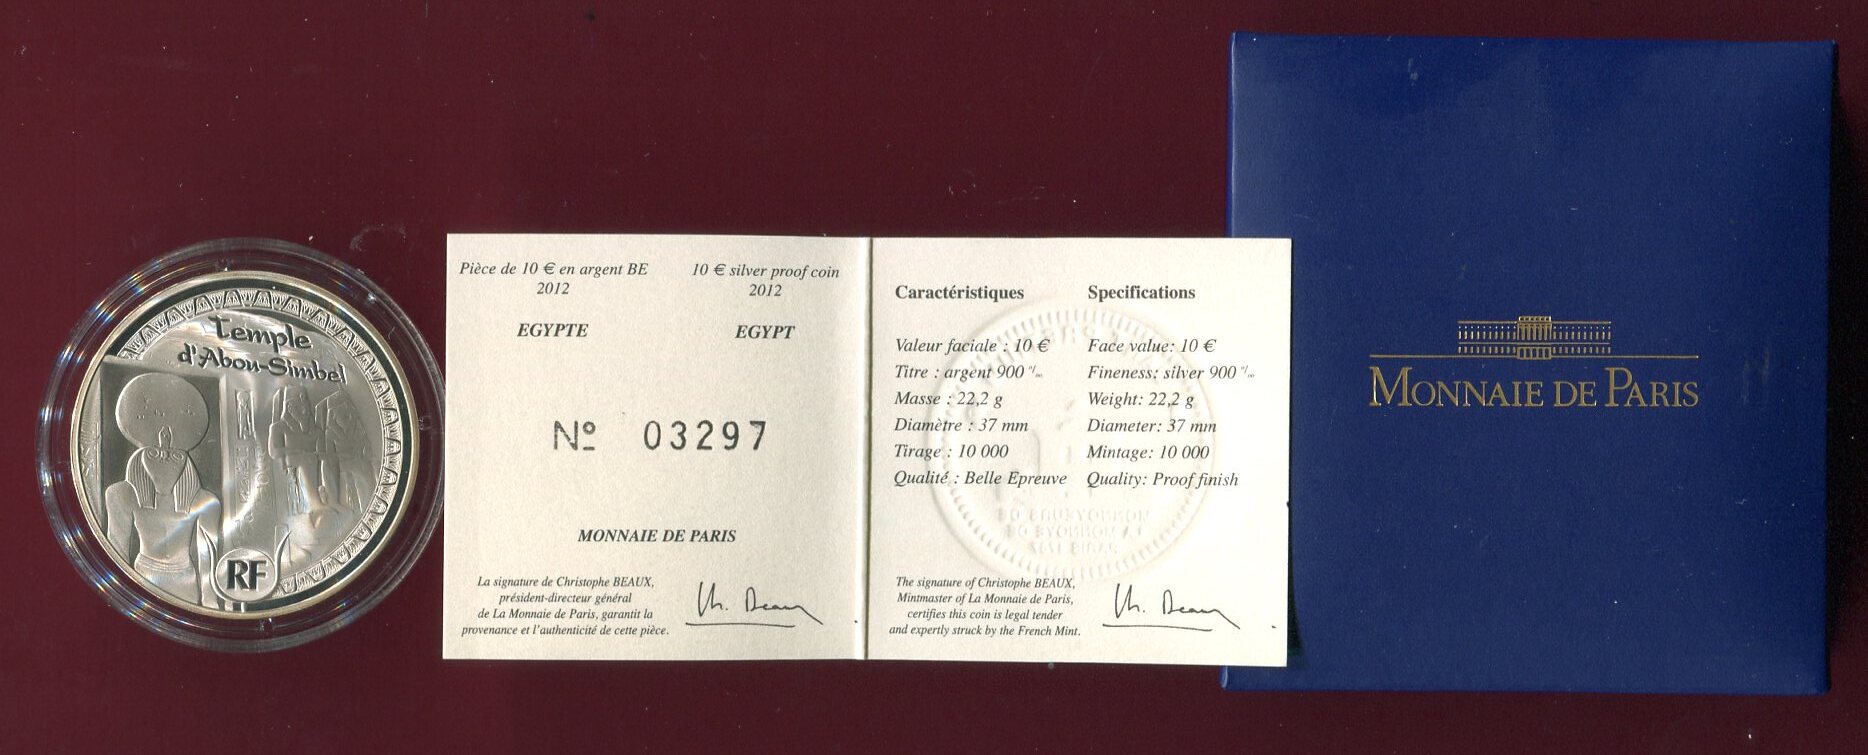 Temple
d'Abou-Simbel
RF
Pièce de 10 € en argent BE
2012
EGYPTE
10 € silver proof coin
2012
EGYPT
Nº 03297
MONNAIE DE PARIS
La signature de Christophe BEAUX,
président-directeur général
de La Monnaie de Paris, garantit la
provenance et l'authenticité de cette pièce.
Caractéristiques
Valeur faciale : 10 €
Titre : argent 900 °/°°
Masse : 22,2 g
Diamètre : 37 mm
Tirage : 10 000
Qualité : Belle Epreuve
Specifications
Face value: 10 €
Fineness: silver 900 °/°°
Weight: 22,2 g
Diameter: 37 mm
Mintage: 10 000
Quality: Proof finish
The signature of Christophe BEAUX,
Mintmaster of La Monnaie de Paris,
certifies this coin is legal tender
and expertly struck by the French Mint.
MONNAIE DE PARIS